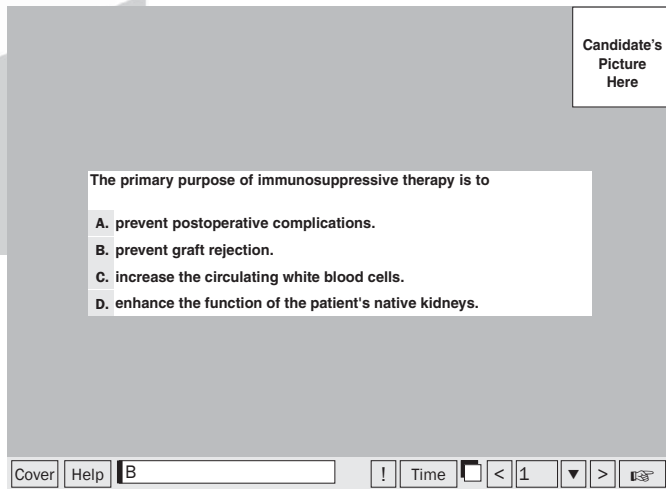 Candidate's
Picture
Here
The primary purpose of immunosuppressive therapy is to
A. prevent postoperative complications.
B. prevent graft rejection.
C. increase the circulating white blood cells.
D. enhance the function of the patient's native kidneys.
Cover Help B ! Time < 1 ▼ > ☞